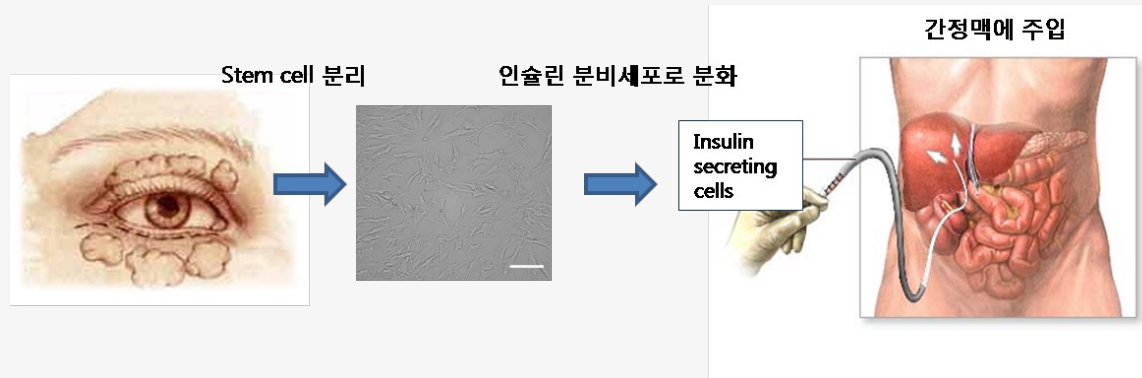 간정맥에 주입
Stem cell 분리
인슐린 분비세포로 분화
Insulin
secreting
cells